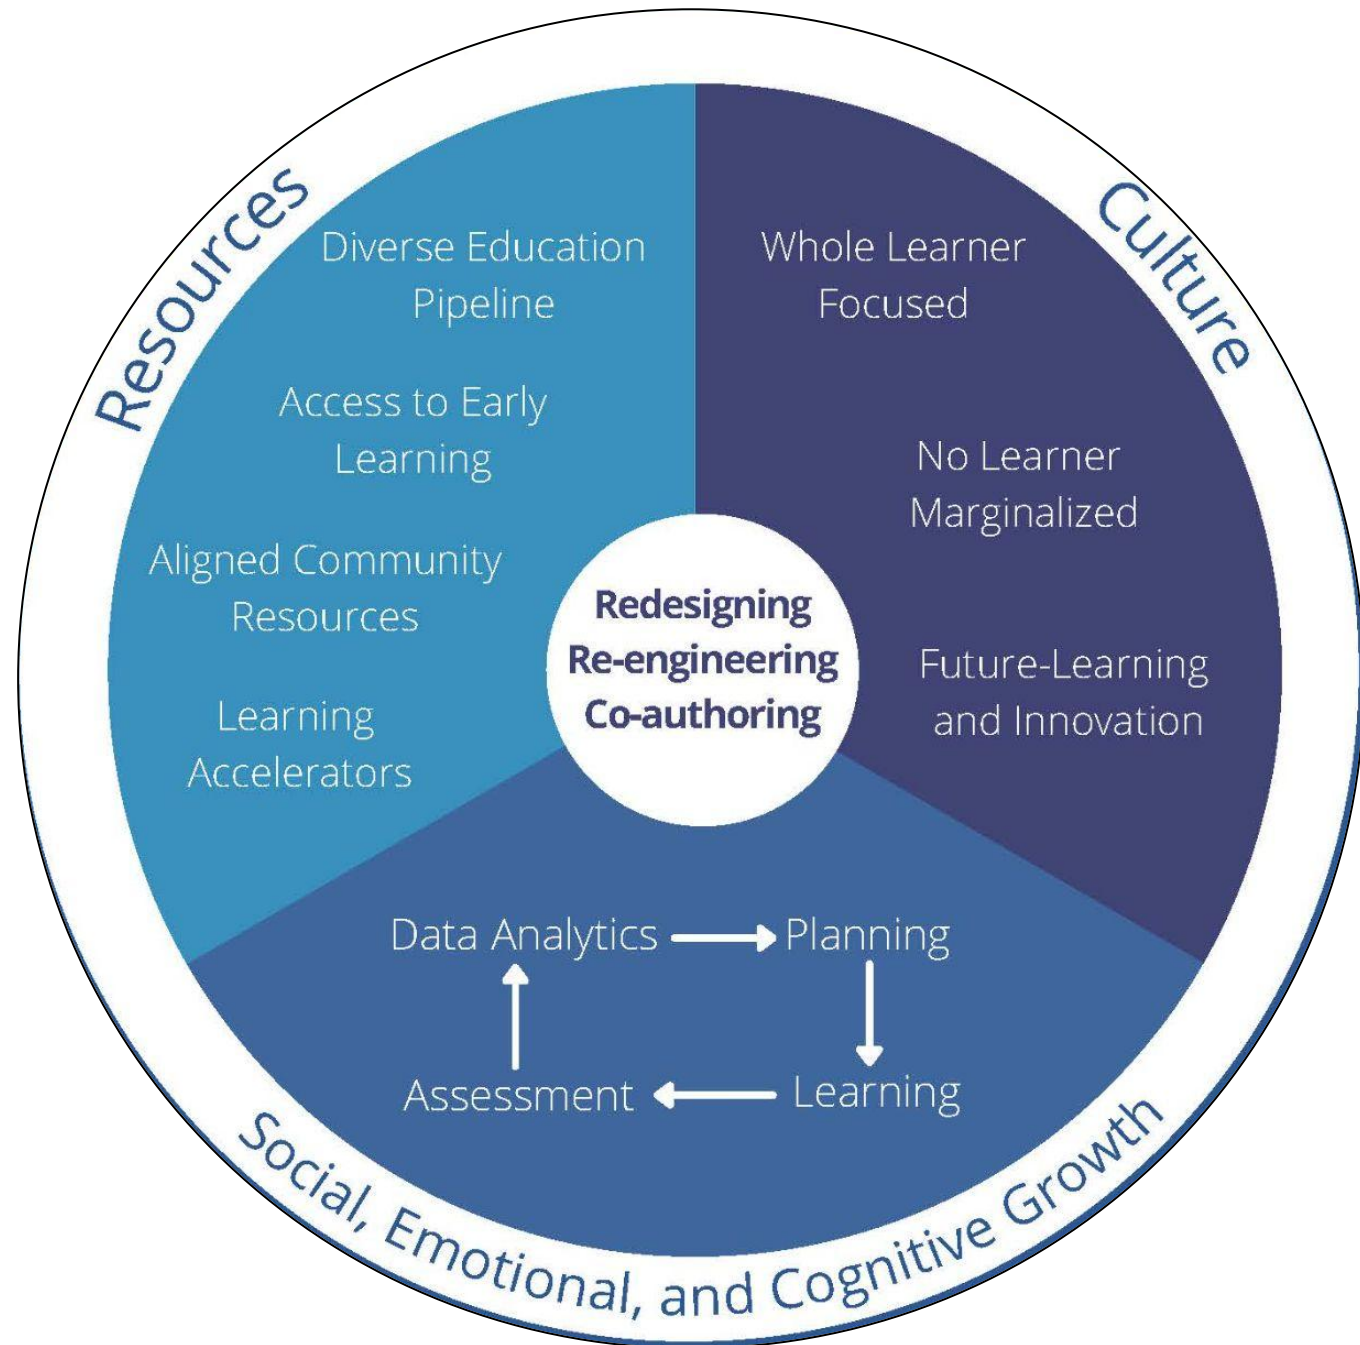 Resources
Diverse Education
Pipeline
Access to Early
Learning
Aligned Community
Resources
Learning
Accelerators
Culture
Whole Learner
Focused
No Learner
Marginalized
Future-Learning
and Innovation
Redesigning
Re-engineering
Co-authoring
Data Analytics
Planning
Learning
Assessment
Social, Emotional, and Cognitive Growth